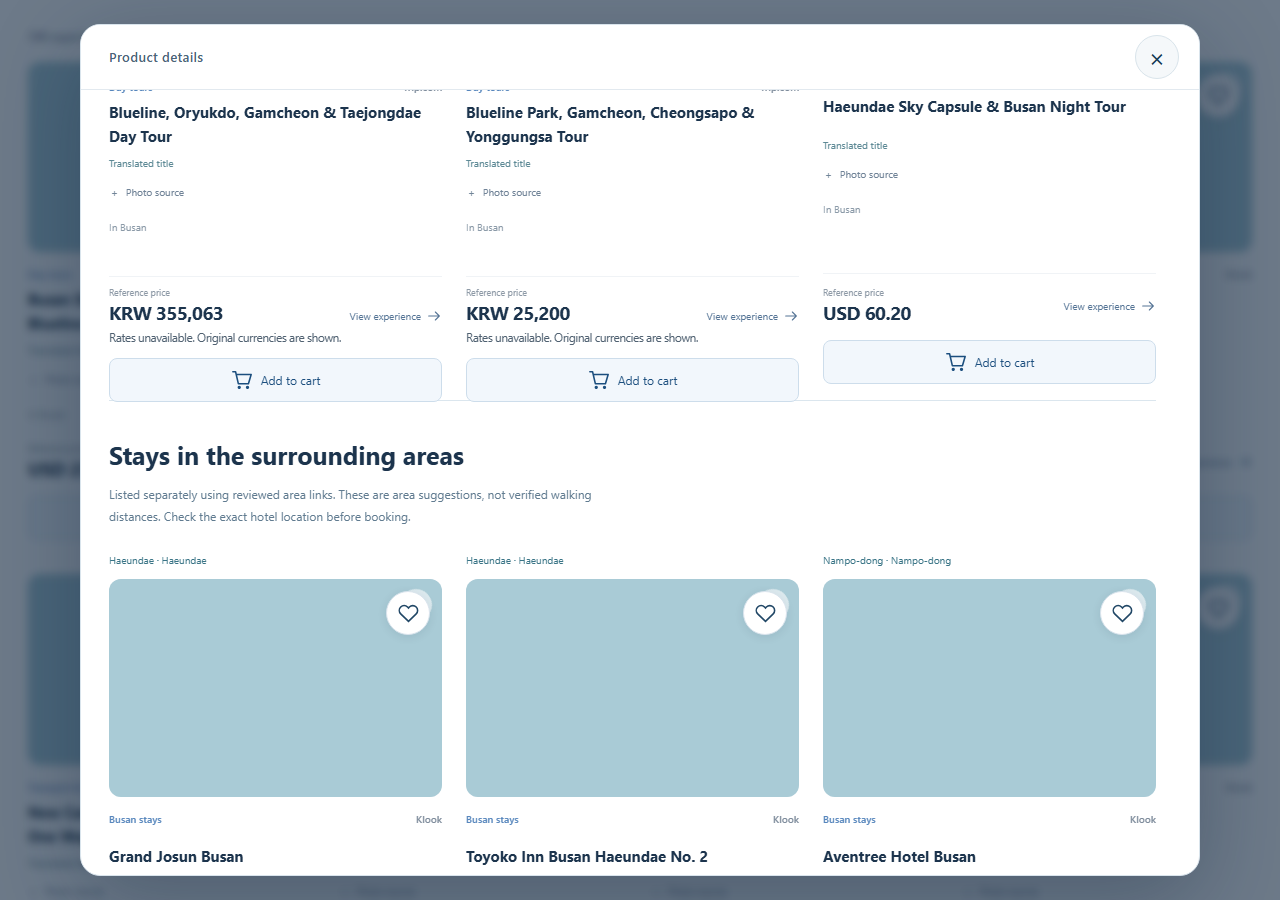 Product details
Blueline, Oryukdo, Gamcheon & Taejongdae
Day Tour
Translated title
+ Photo source
In Busan
Reference price
KRW 355,063
View experience
Rates unavailable. Original currencies are shown.
Add to cart
Blueline Park, Gamcheon, Cheongsapo &
Yonggungsa Tour
Translated title
+ Photo source
In Busan
Reference price
KRW 25,200
View experience
Rates unavailable. Original currencies are shown.
Add to cart
Haeundae Sky Capsule & Busan Night Tour
Translated title
+ Photo source
In Busan
Reference price
USD 60.20
View experience
Add to cart
Stays in the surrounding areas
Listed separately using reviewed area links. These are area suggestions, not verified walking
distances. Check the exact hotel location before booking.
Haeundae · Haeundae
Busan stays
Klook
Grand Josun Busan
Haeundae · Haeundae
Busan stays
Klook
Toyoko Inn Busan Haeundae No. 2
Nampo-dong · Nampo-dong
Busan stays
Klook
Aventree Hotel Busan